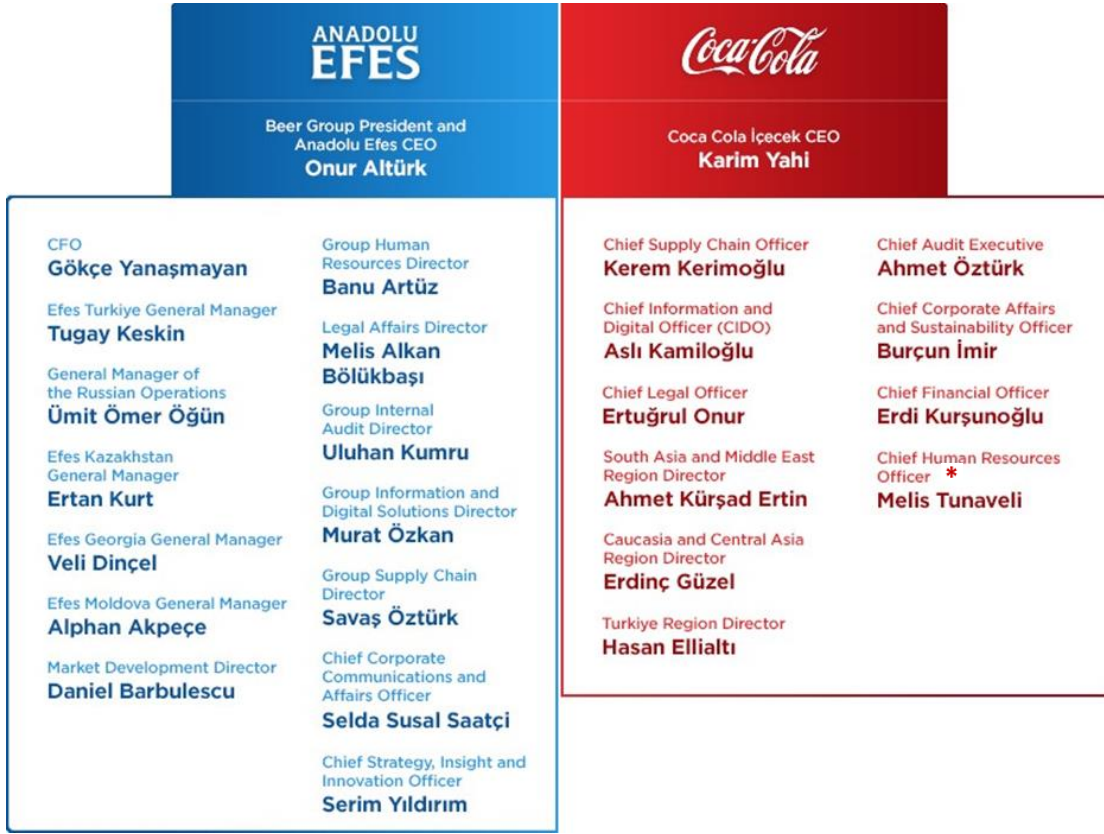 ANADOLU
EFES
Beer Group President and
Anadolu Efes CEO
Onur Altürk
CFO
Gökçe Yanaşmayan
Efes Turkiye General Manager
Tugay Keskin
General Manager of
the Russian Operations
Ümit Ömer Öğün
Efes Kazakhstan
General Manager
Ertan Kurt
Efes Georgia General Manager
Veli Dinçel
Efes Moldova General Manager
Alphan Akpeçe
Market Development Director
Daniel Barbulescu
Group Human
Resources Director
Banu Artüz
Legal Affairs Director
Melis Alkan
Bölükbaşı
Group Internal
Audit Director
Uluhan Kumru
Group Information and
Digital Solutions Director
Murat Özkan
Group Supply Chain
Director
Savaş Öztürk
Chief Corporate
Communications and
Affairs Officer
Selda Susal Saatçi
Chief Strategy, Insight and
Innovation Officer
Serim Yıldırım
Coca-Cola
Coca Cola İçecek CEO
Karim Yahi
Chief Supply Chain Officer
Kerem Kerimoğlu
Chief Information and
Digital Officer (CIDO)
Aslı Kamiloğlu
Chief Legal Officer
Ertuğrul Onur
South Asia and Middle East
Region Director
Ahmet Kürşad Ertin
Caucasia and Central Asia
Region Director
Erdinç Güzel
Turkiye Region Director
Hasan Ellialtı
Chief Audit Executive
Ahmet Öztürk
Chief Corporate Affairs
and Sustainability Officer
Burçun İmir
Chief Financial Officer
Erdi Kurşunoğlu
Chief Human Resources
Officer *
Melis Tunaveli